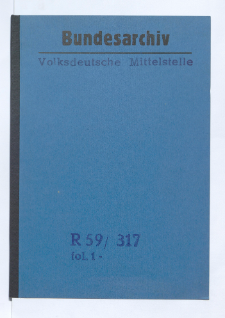 Bundesarchiv
Volksdeutsche Mittelstelle
R 59/ 317
fol. 1-